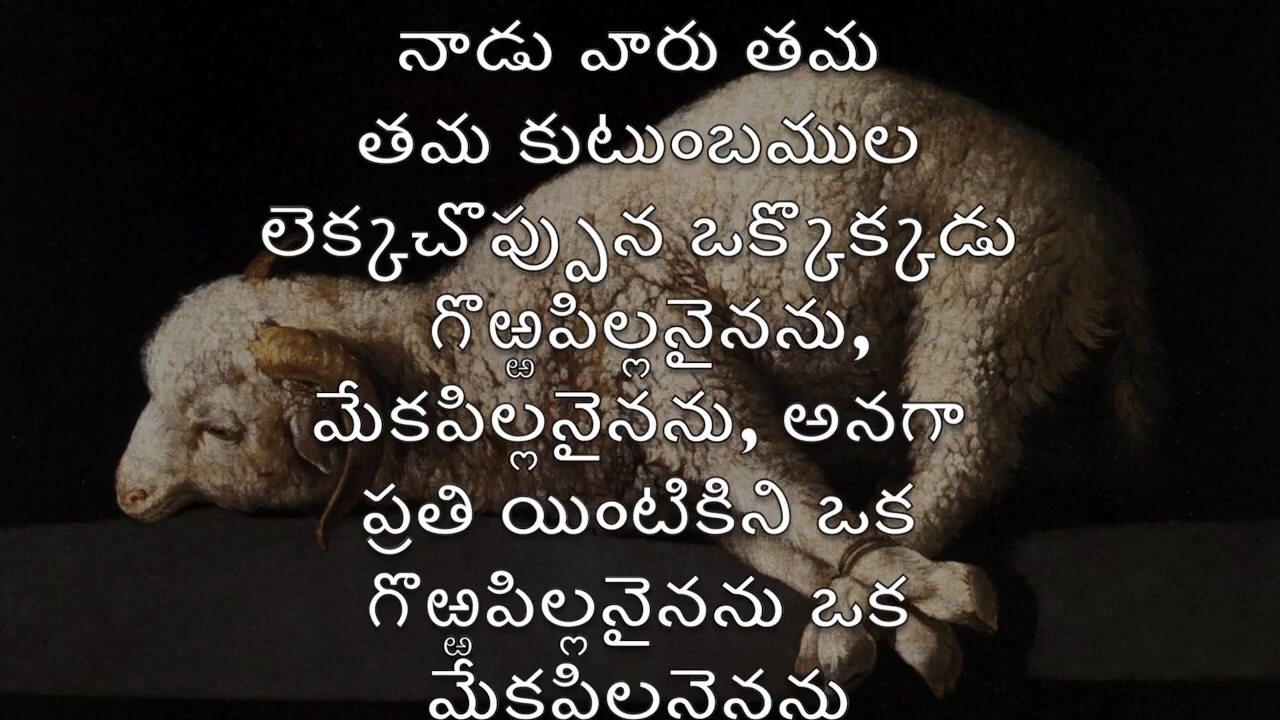 నాడు వారు తమ
తమ కుటుంబముల
లెక్కచొప్పున ఒక్కొక్కడు
గొఱ్ఱపిల్లనైనను,
మేకపిల్లనైనను, అనగా
ప్రతి యింటికిని ఒక
గొఱ్ఱపిల్లనైనను ఒక
మేకపిల్లనైనను